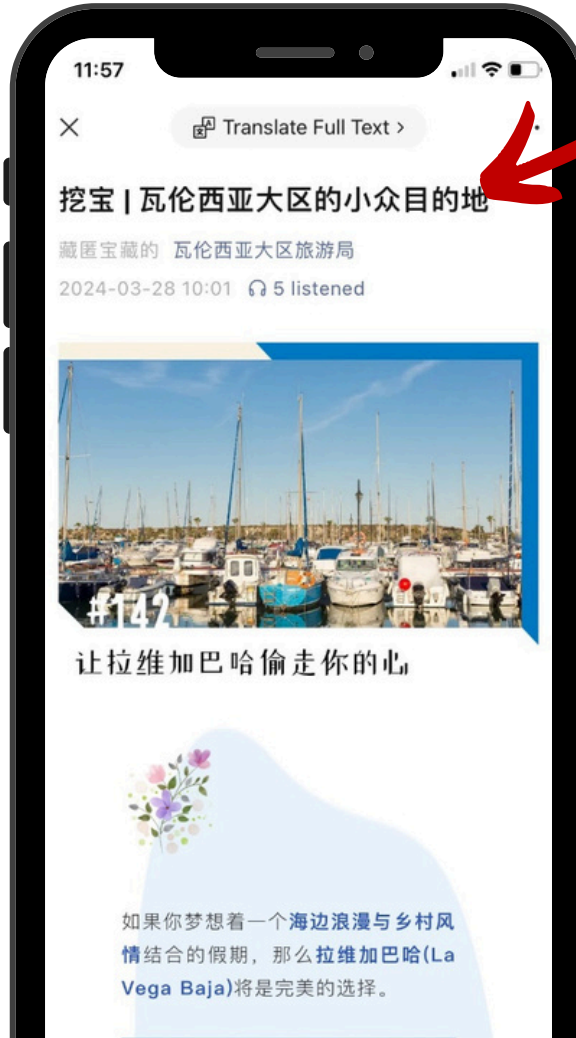 11:57
Translate Full Text >
挖宝 | 瓦伦西亚大区的小众目的地
藏匿宝藏的 瓦伦西亚大区旅游局
2024-03-28 10:01 5 listened
#142
让拉维加巴哈偷走你的心
如果你梦想着一个海边浪漫与乡村风
情结合的假期，那么拉维加巴哈(La
Vega Baja)将是完美的选择。